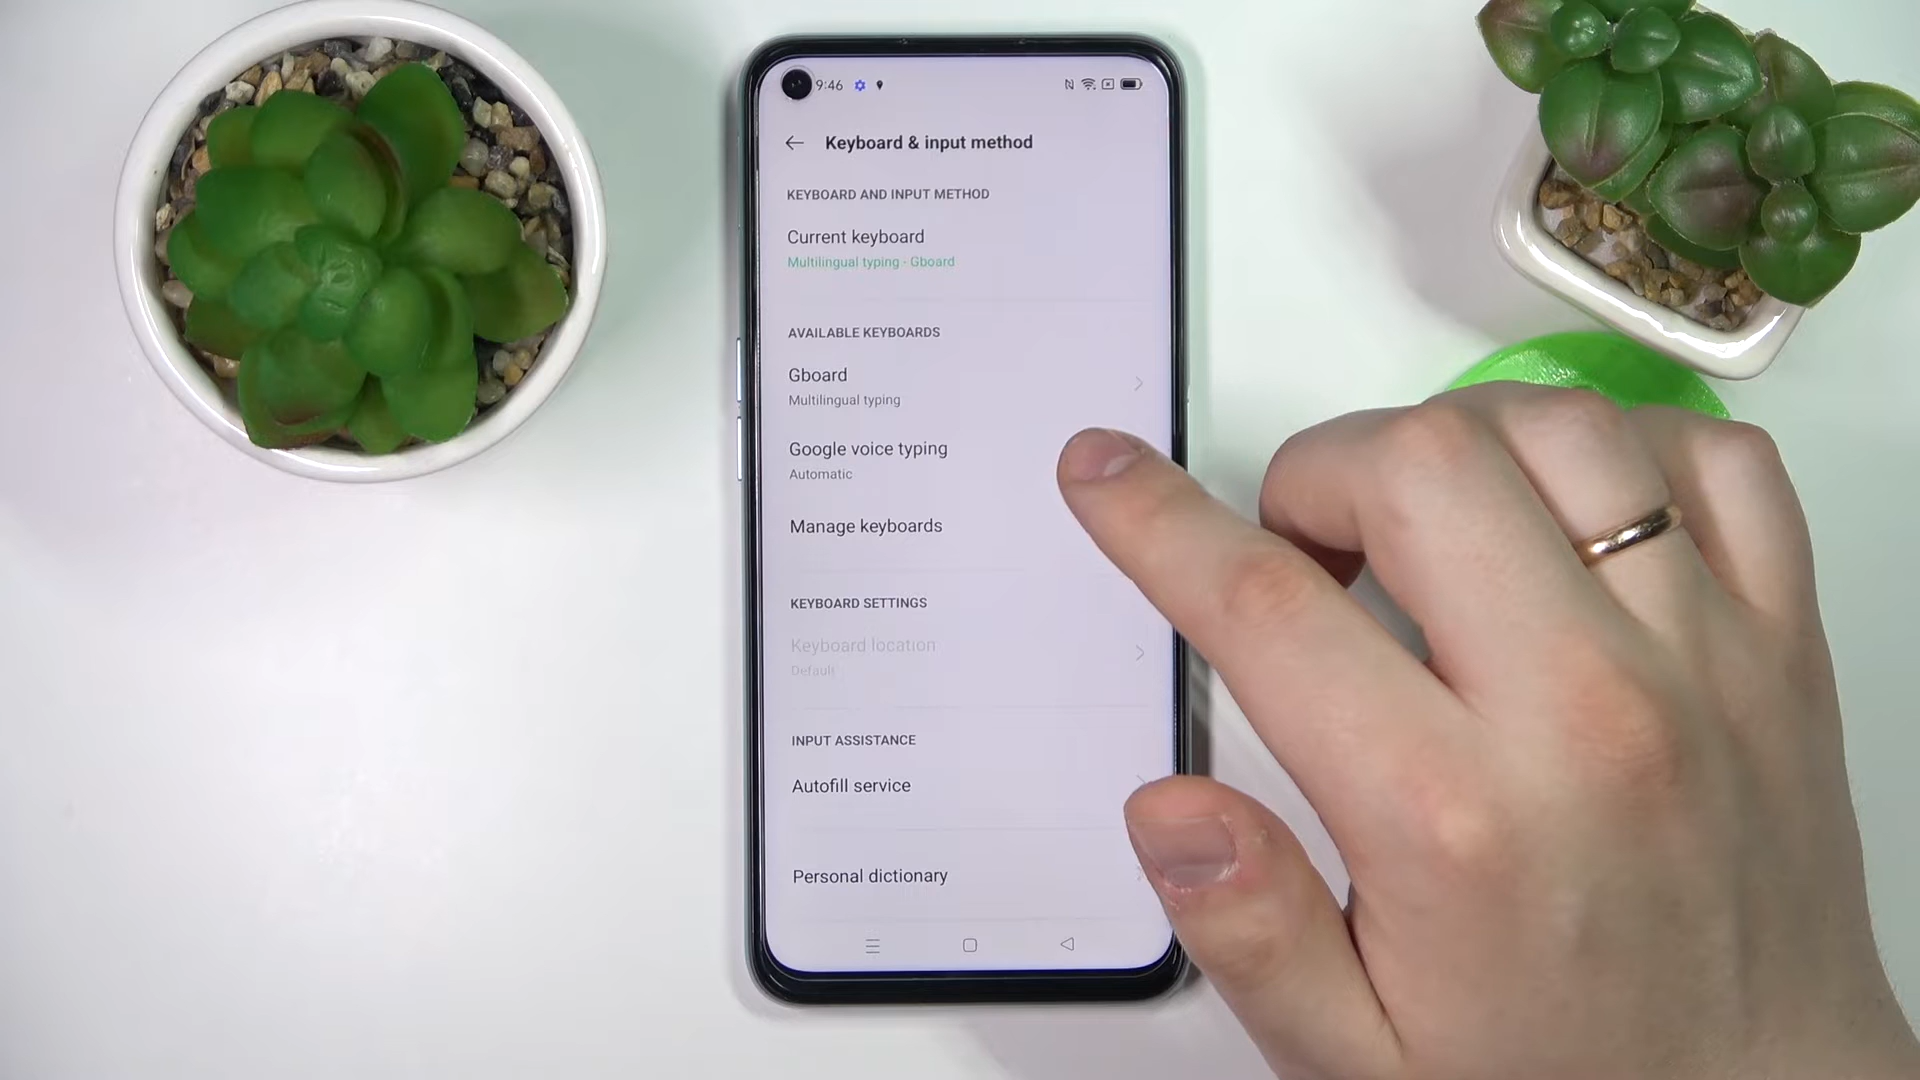 9:46
Keyboard & input method
KEYBOARD AND INPUT METHOD
Current keyboard
Multilingual typing - Gboard
AVAILABLE KEYBOARDS
Gboard
Multilingual typing
Google voice typing
Automatic
Manage keyboards
KEYBOARD SETTINGS
Keyboard location
Default
INPUT ASSISTANCE
Autofill service
Personal dictionary